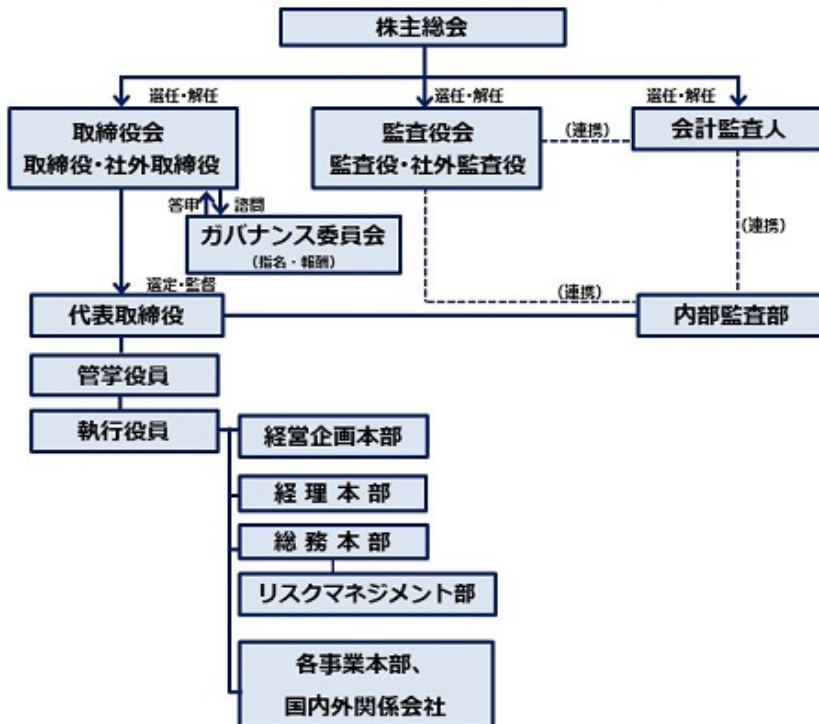 株主総会
選任・解任
選任・解任
選任・解任
取締役会
取締役・社外取締役
監査役会
監査役・社外監査役
(連携)
会計監査人
答申
諮問
ガバナンス委員会
(指名・報酬)
(連携)
選定・監督
(連携)
代表取締役
内部監査部
管掌役員
執行役員
経営企画本部
経 理 本 部
総 務 本 部
リスクマネジメント部
各事業本部、
国内外関係会社